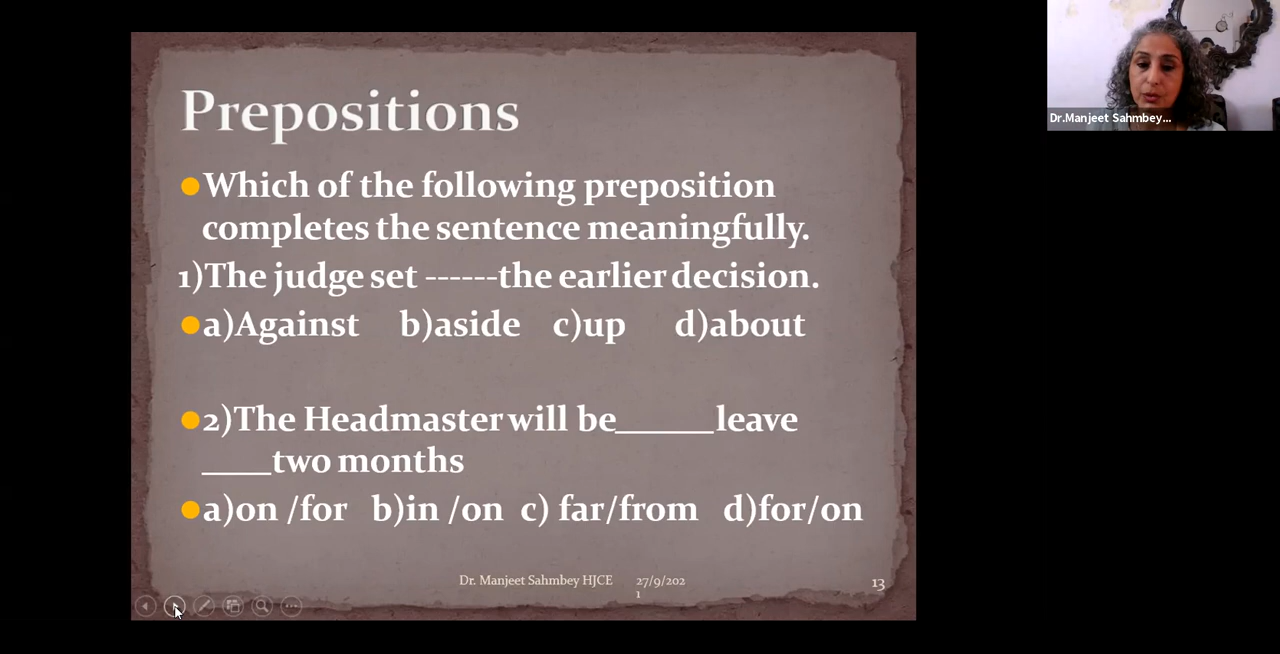 Prepositions
Which of the following preposition
completes the sentence meaningfully.
1)The judge set ------the earlier decision.
a)Against b)aside c)up d)about
2)The Headmaster will be______leave
____two months
a)on /for b)in /on c) far/from d)for/on
Dr. Manjeet Sahmbey HJCE 27/9/202
1
13
Dr.Manjeet Sahmbey...